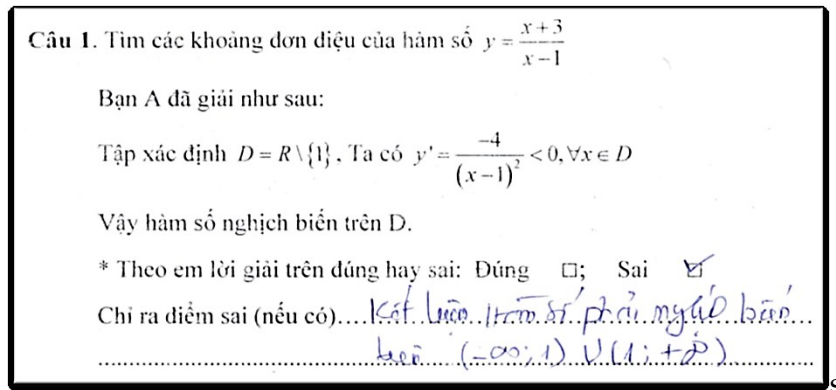 Câu 1. Tìm các khoảng đơn điệu của hàm số y = \frac{x+3}{x-1}
Bạn A đã giải như sau:
Tập xác định D = R \ {1}. Ta có y' = \frac{-4}{(x-1)^2} < 0, ∀x ∈ D
Vậy hàm số nghịch biến trên D.
* Theo em lời giải trên đúng hay sai: Đúng □; Sai ☑
Chỉ ra điểm sai (nếu có)....Kết luận hàm số phải nghịch biến...
trên (-∞; 1) U (1; +∞)